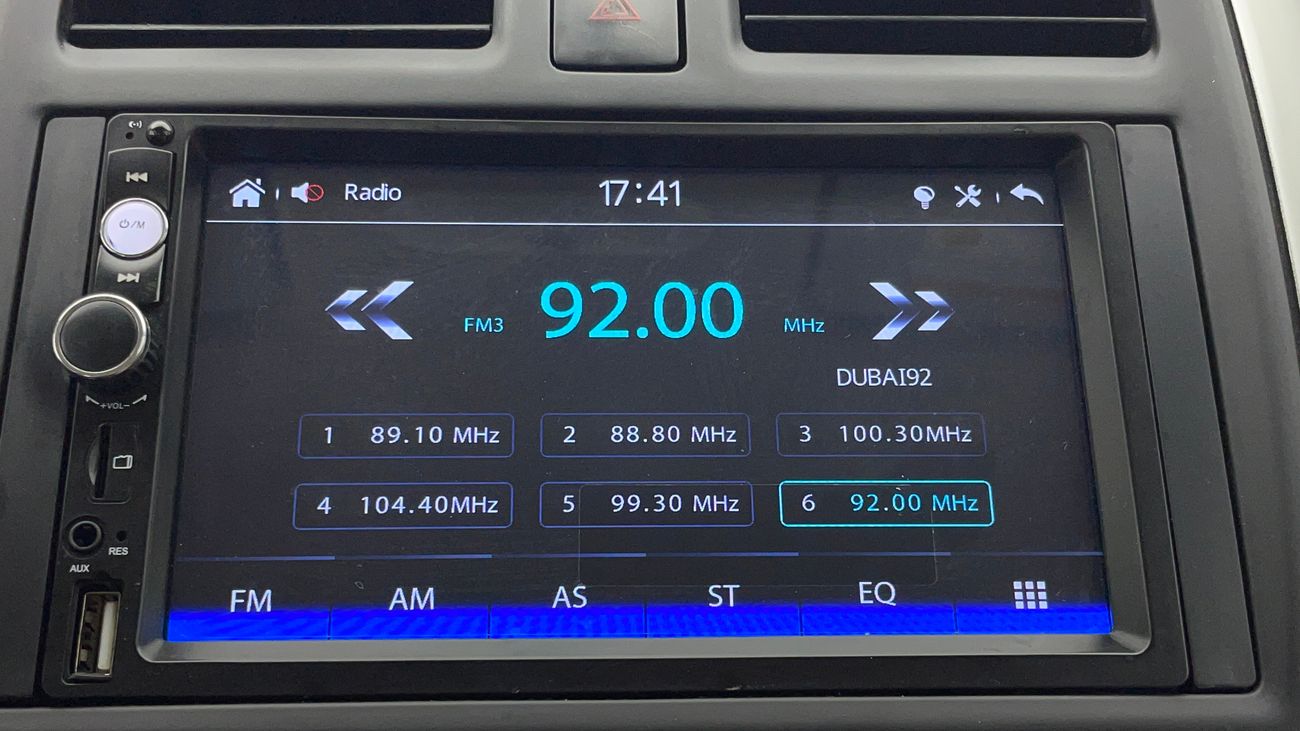 Radio
17:41
FM3 92.00 MHz
DUBAI92
1 89.10 MHz
2 88.80 MHz
3 100.30MHz
4 104.40MHz
5 99.30 MHz
6 92.00 MHz
FM
AM
AS
ST
EQ
/M
+VOL-
RES
AUX